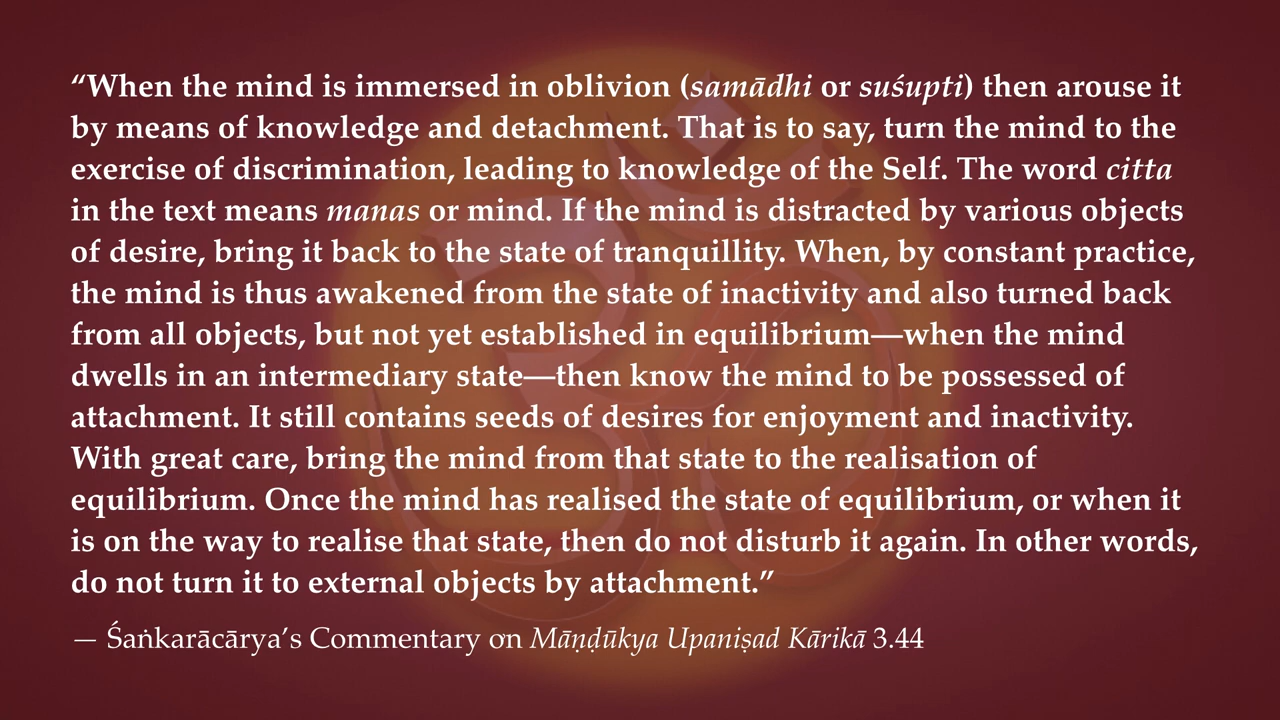 “When the mind is immersed in oblivion (samādhi or suśupti) then arouse it
by means of knowledge and detachment. That is to say, turn the mind to the
exercise of discrimination, leading to knowledge of the Self. The word citta
in the text means manas or mind. If the mind is distracted by various objects
of desire, bring it back to the state of tranquillity. When, by constant practice,
the mind is thus awakened from the state of inactivity and also turned back
from all objects, but not yet established in equilibrium—when the mind
dwells in an intermediary state—then know the mind to be possessed of
attachment. It still contains seeds of desires for enjoyment and inactivity.
With great care, bring the mind from that state to the realisation of
equilibrium. Once the mind has realised the state of equilibrium, or when it
is on the way to realise that state, then do not disturb it again. In other words,
do not turn it to external objects by attachment.”
— Śaṅkarācārya’s Commentary on Māṇḍūkya Upaniṣad Kārikā 3.44